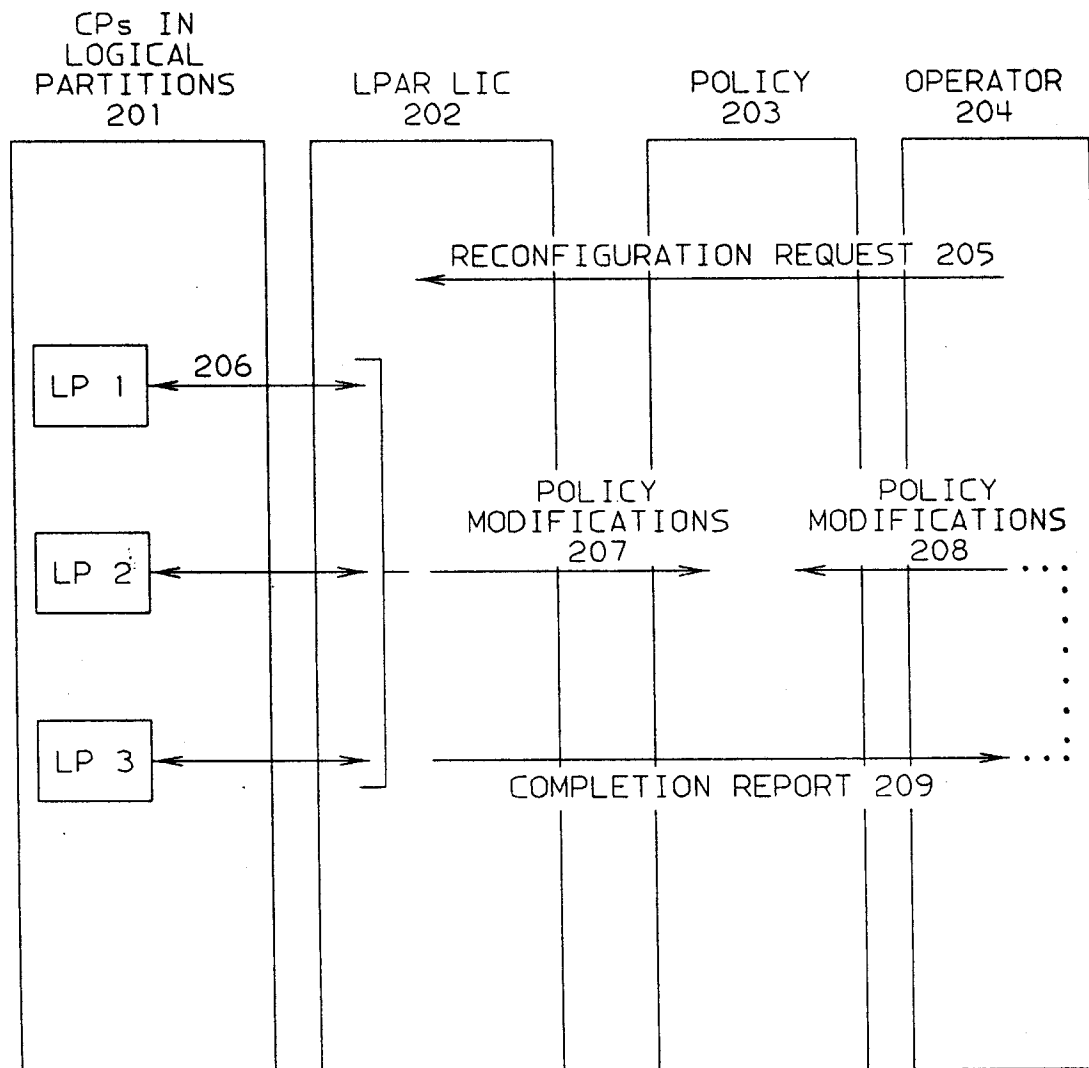 CPs IN
LOGICAL
PARTITIONS
201
LPAR LIC
202
POLICY
203
OPERATOR
204
RECONFIGURATION REQUEST 205
206
LP 1
POLICY
MODIFICATIONS
207
POLICY
MODIFICATIONS
208
LP 2
LP 3
COMPLETION REPORT 209